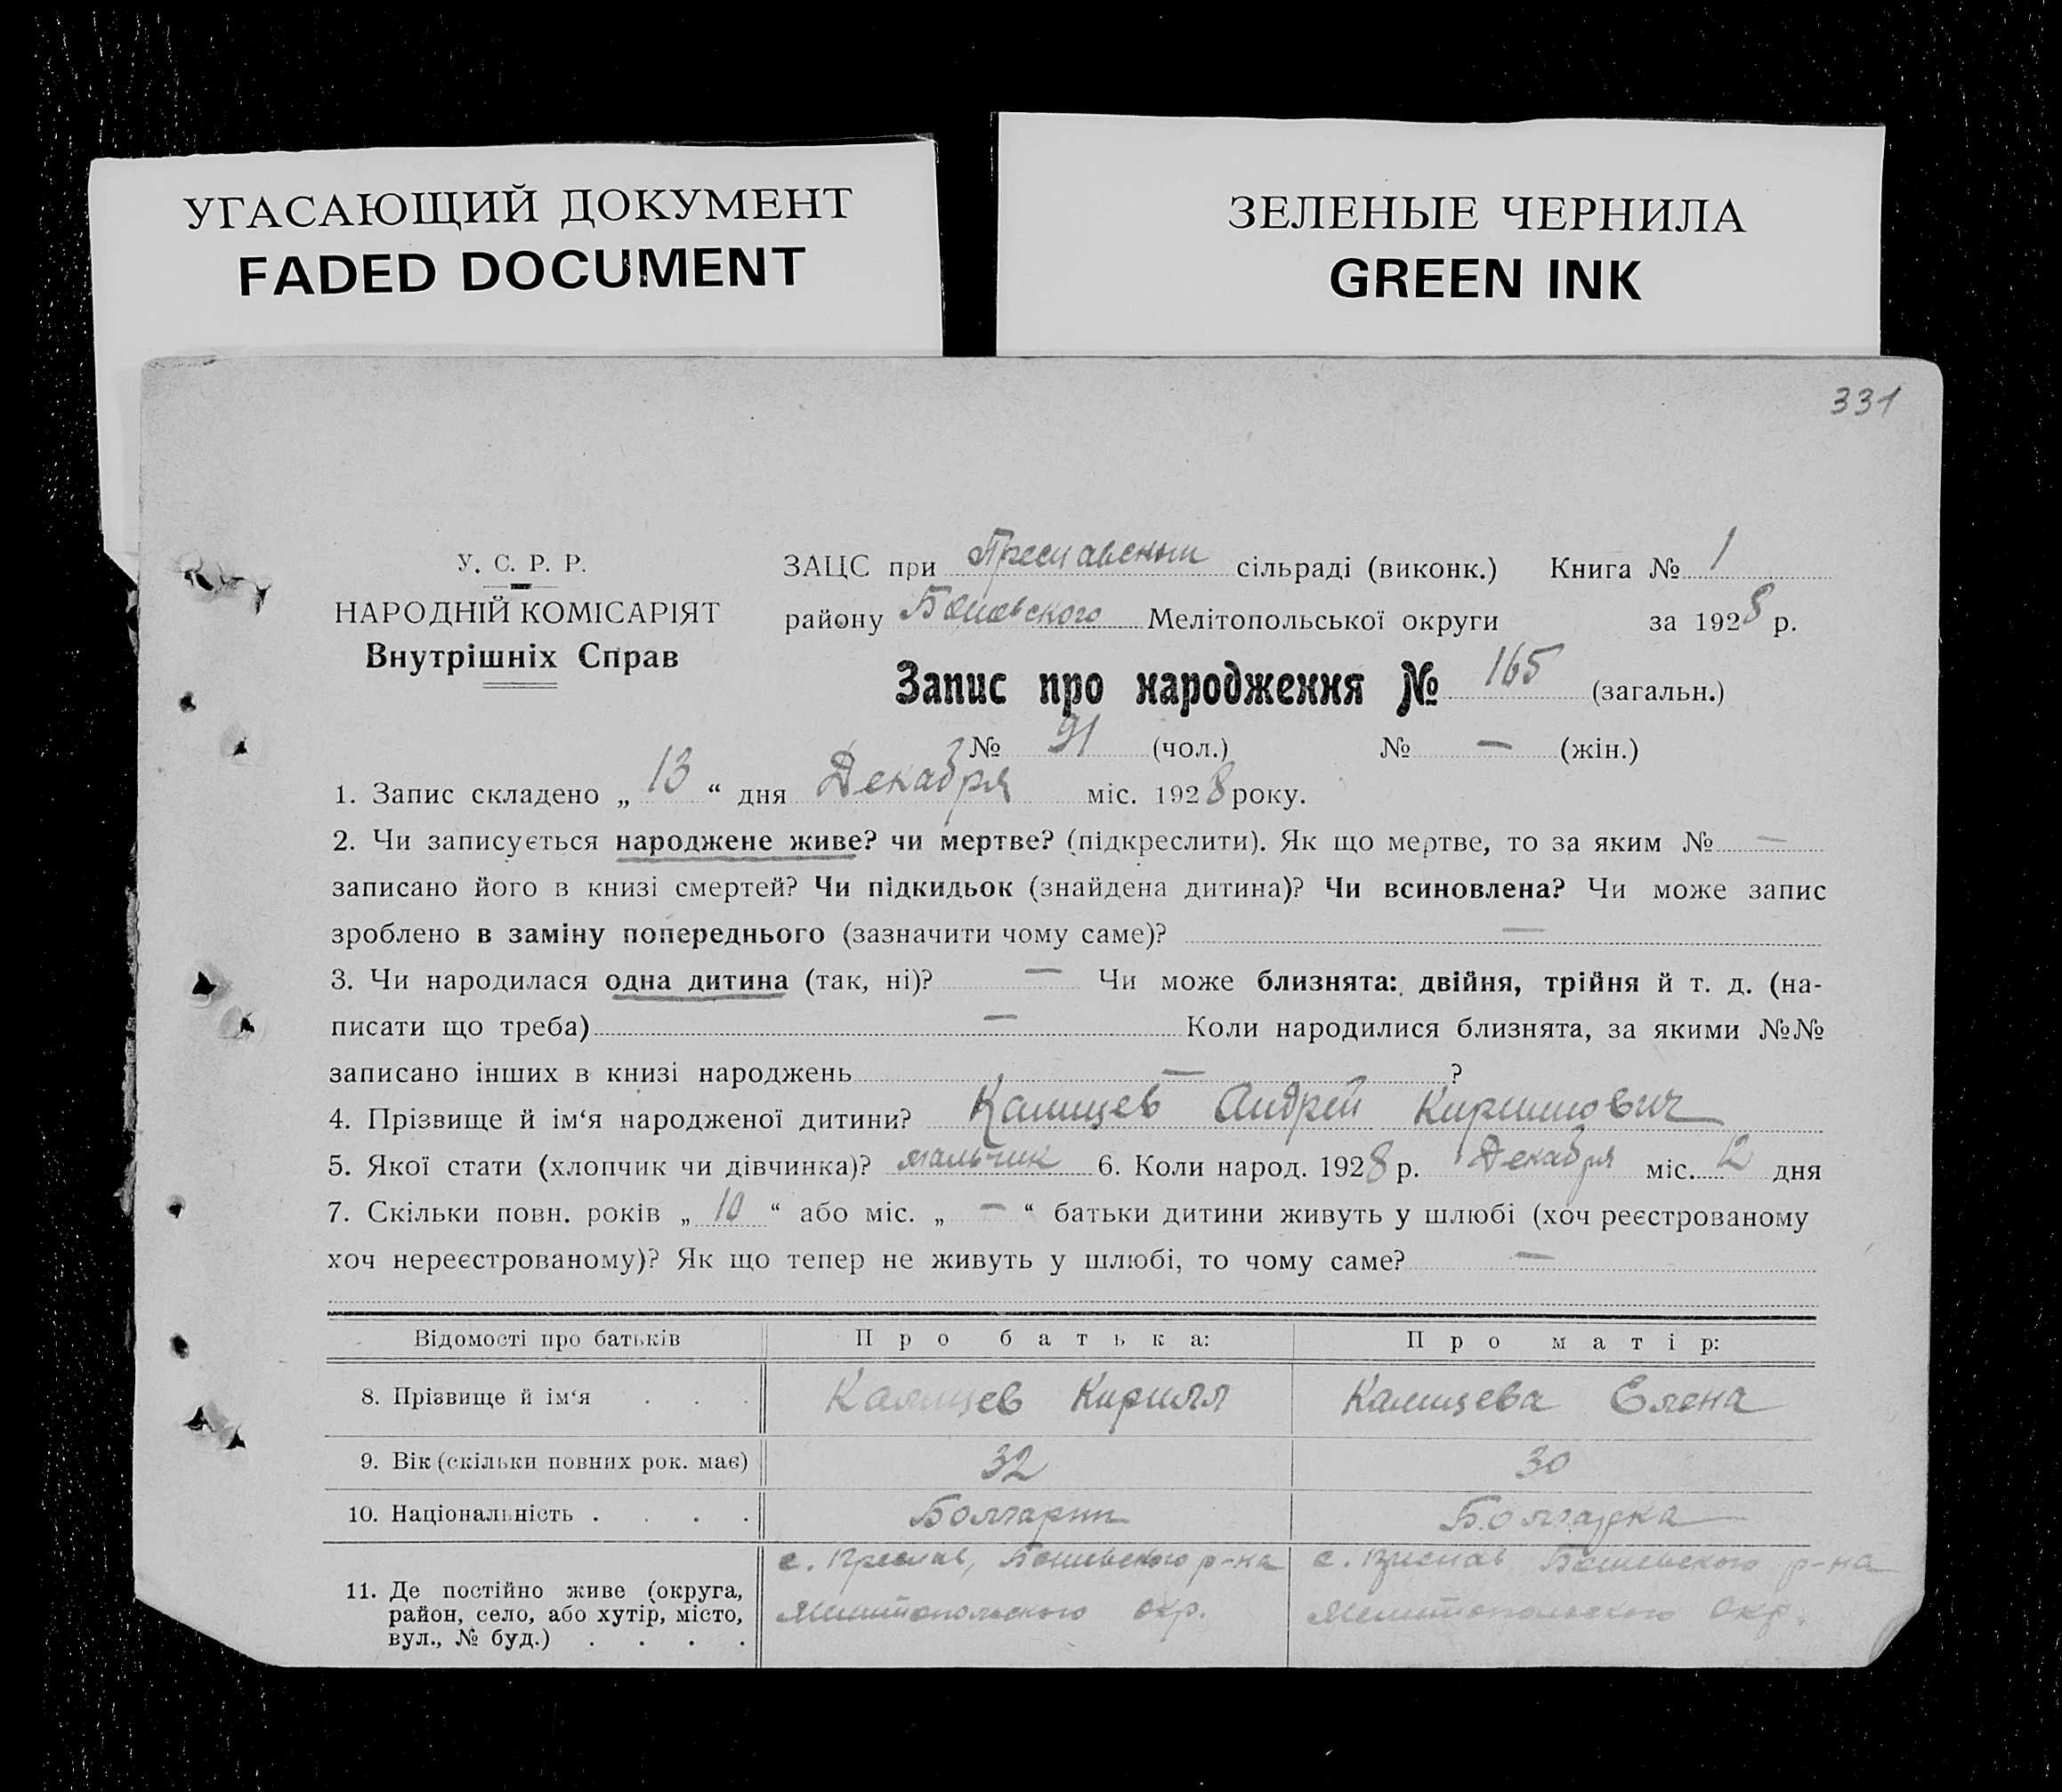 УГАСАЮЩИЙ ДОКУМЕНТ
FADED DOCUMENT
ЗЕЛЕНЫЕ ЧЕРНИЛА
GREEN INK
331
У. С. Р. Р.
НАРОДНІЙ КОМІСАРІЯТ
Внутрішніх Справ
ЗАЦС при Преславском сільраді (виконк.) Книга № 1
району Мелітопольської округи за 1928 р.
Запис про народження № 165 (загальн.)
№ 91 (чол.) № — (жін.)
1. Запис складено „ 13 “ дня Декабря міс. 1928 року.
2. Чи записується народжене живе? чи мертве? (підкреслити). Як що мертве, то за яким № —
записано його в книзі смертей? Чи підкидьок (знайдена дитина)? Чи всиновлена? Чи може запис
зроблено в заміну попереднього (зазначити чому саме)? —
3. Чи народилася одна дитина (так, ні)? — Чи може близнята: двійня, трійня й т. д. (на-
писати що треба) — Коли народилися близнята, за якими №№
записано інших в книзі народжень — ?
4. Прізвище й ім‘я народженої дитини? Калицев Андрей Кириллович
5. Якої стати (хлопчик чи дівчинка)? мальчик 6. Коли народ. 1928 р. Декабря міс. 12 дня
7. Скільки повн. років „ 10 “ або міс. „ — “ батьки дитини живуть у шлюбі (хоч реєстрованому
хоч нереєстрованому)? Як що тепер не живуть у шлюбі, то чому саме? —
Відомості про батьків Про батька: Про матір:
8. Прізвище й ім‘я . . . Калицев Кирилл Калицева Елена
9. Вік (скільки повних рок. має) 32 30
10. Національність . . . . Болгарин Болгарка
11. Де постійно живе (округа,
район, село, або хутір, місто,
вул., № буд.) . . . .
с. Преслав, р-на
Мелитопольского Окр.
с. Преслав р-на
Мелитопольского Окр.